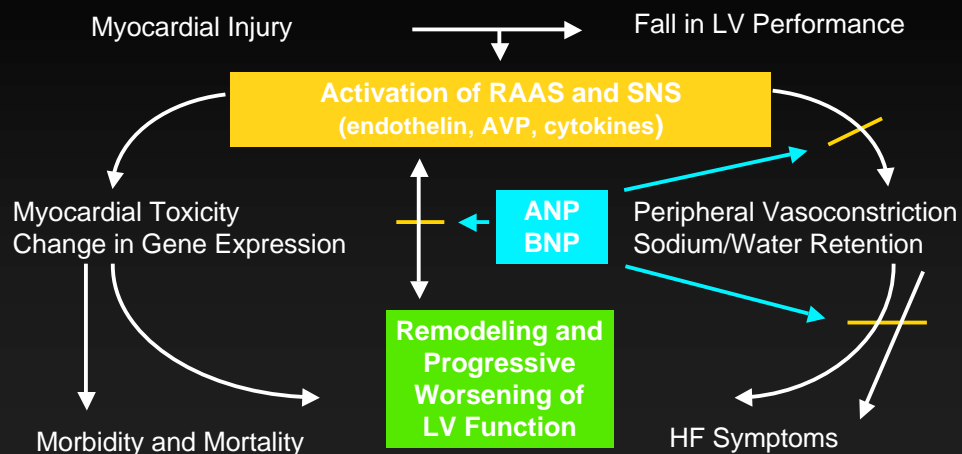 Myocardial Injury
Fall in LV Performance
Activation of RAAS and SNS
(endothelin, AVP, cytokines)
Myocardial Toxicity
Change in Gene Expression
ANP
BNP
Peripheral Vasoconstriction
Sodium/Water Retention
Remodeling and
Progressive
Worsening of
LV Function
Morbidity and Mortality
HF Symptoms